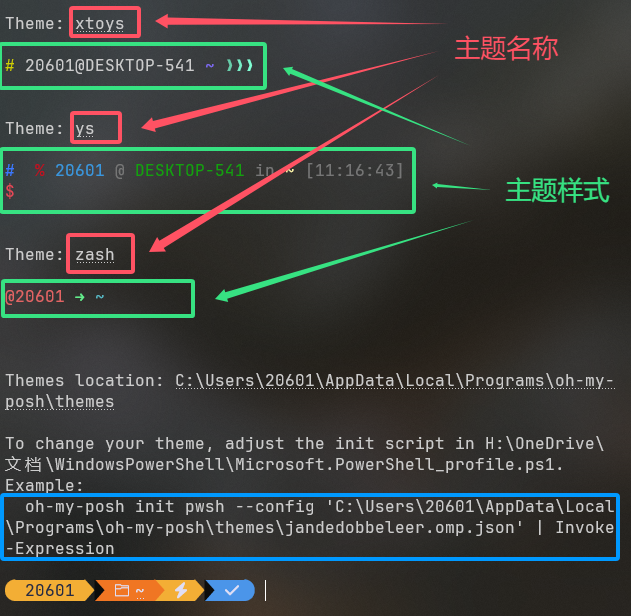 Theme: xtoys
主题名称
# 20601@DESKTOP-541 ~ ❫❫❫
Theme: ys
# % 20601 @ DESKTOP-541 in ~ [11:16:43]
$
主题样式
Theme: zash
@20601 ➜ ~
Themes location: C:\Users\20601\AppData\Local\Programs\oh-my-
posh\themes
To change your theme, adjust the init script in H:\OneDrive\
文档\WindowsPowerShell\Microsoft.PowerShell_profile.ps1.
Example:
oh-my-posh init pwsh --config 'C:\Users\20601\AppData\Local
\Programs\oh-my-posh\themes\jandedobbeleer.omp.json' | Invoke
-Expression
20601 ~